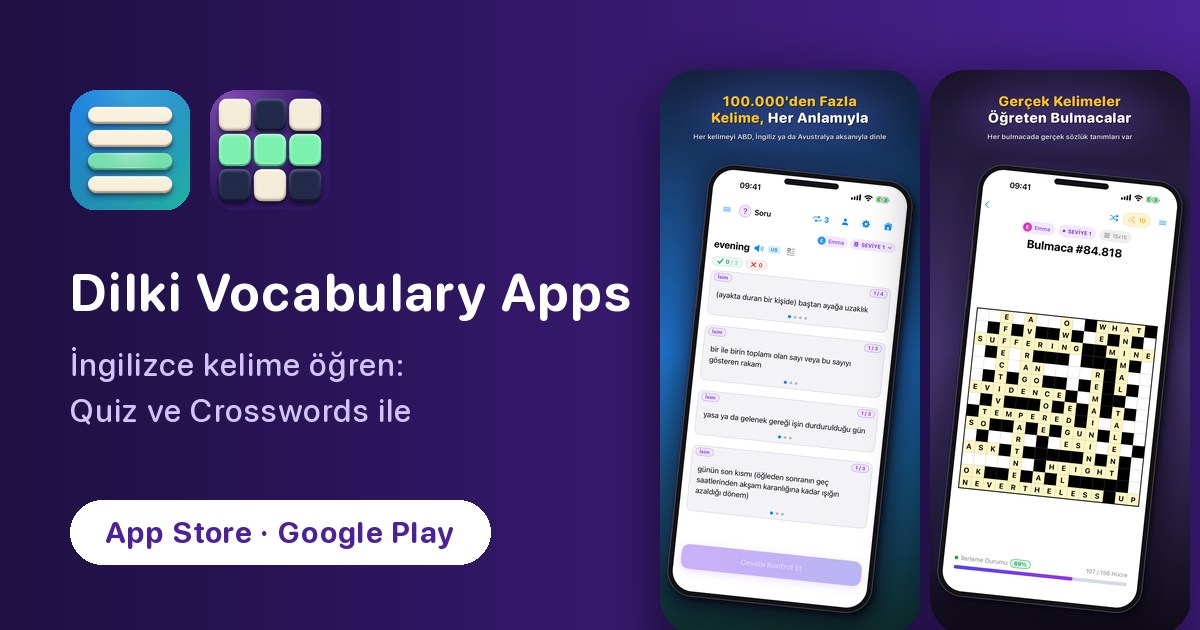 Dilki Vocabulary Apps
İngilizce kelime öğren:
Quiz ve Crosswords ile
App Store · Google Play
100.000'den Fazla
Kelime, Her Anlamıyla
Her kelimeyi ABD, İngiliz ya da Avustralya aksanıyla dinle
09:41
? Soru
3
evening
US
E Emma
SEVİYE 1
0 / 3
0
İsim
1 / 4
(ayakta duran bir kişide) baştan ayağa uzaklık
İsim
1 / 3
bir ile birin toplamı olan sayı veya bu sayıyı
gösteren rakam
İsim
1 / 3
yasa ya da gelenek gereği işin durdurulduğu gün
İsim
1 / 3
günün son kısmı (öğleden sonranın geç
saatlerinden akşam karanlığına kadar ışığın
azaldığı dönem)
Cevabı Kontrol Et
Gerçek Kelimeler
Öğreten Bulmacalar
Her bulmacada gerçek sözlük tanımları var
09:41
10
E Emma
SEVİYE 1
15x15
Bulmaca #84.818
WHAT
SUFFERING
MINE
EVIDENCE
TEMPERED
SO
GUN
ASK
HEIGHT
OK
NEVERTHELESS
UP
İlerleme Durumu
69%
107 / 156 Hücre